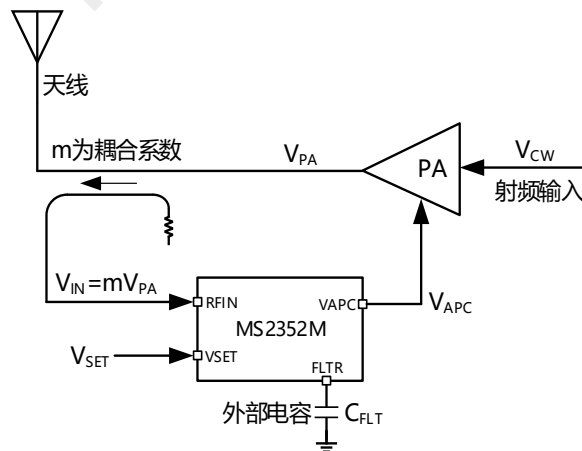 天线
m为耦合系数
V_PA
PA
V_CW
射频输入
V_IN=mV_PA
RFIN
VAPC
V_APC
MS2352M
V_SET
VSET
FLTR
外部电容
C_FLT